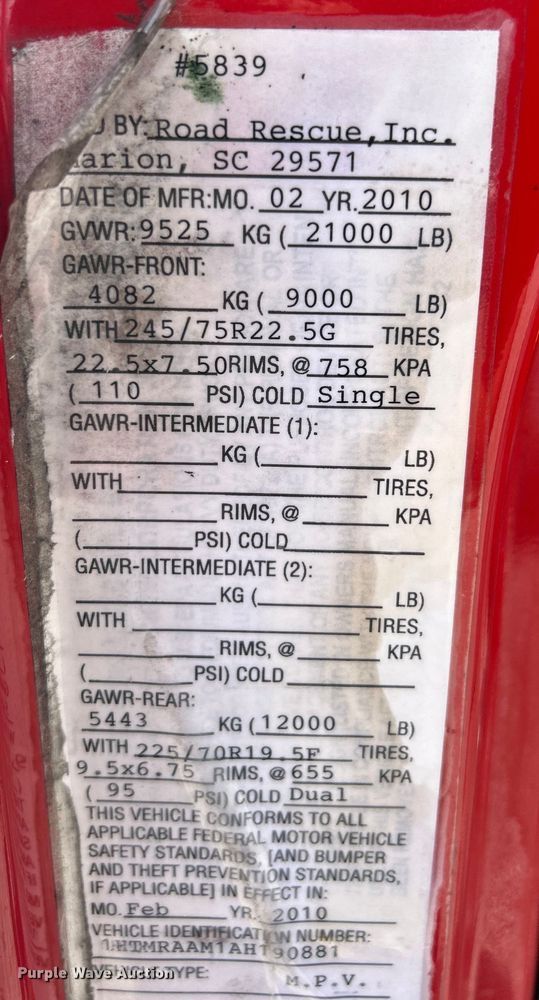 #5839
BY: Road Rescue, Inc.
arion, SC 29571
DATE OF MFR: MO. 02 YR. 2010
GVWR: 9525 KG ( 21000 LB)
GAWR-FRONT:
4082 KG ( 9000 LB)
WITH 245/75R22.5G TIRES,
22.5x7.50 RIMS, @ 758 KPA
( 110 PSI) COLD Single
GAWR-INTERMEDIATE (1):
KG ( LB)
WITH TIRES,
RIMS, @ KPA
( PSI) COLD
GAWR-INTERMEDIATE (2):
KG ( LB)
WITH TIRES,
RIMS, @ KPA
( PSI) COLD
GAWR-REAR:
5443 KG ( 12000 LB)
WITH 225/70R19.5F TIRES,
9.5x6.75 RIMS, @ 655 KPA
( 95 PSI) COLD Dual
THIS VEHICLE CONFORMS TO ALL
APPLICABLE FEDERAL MOTOR VEHICLE
SAFETY STANDARDS, [AND BUMPER
AND THEFT PREVENTION STANDARDS,
IF APPLICABLE] IN EFFECT IN:
MO. Feb YR. 2010
VEHICLE IDENTIFICATION NUMBER:
1HTMRAAM1AH190881
VEHICLE TYPE: M.P.V.
Purple Wave Auction